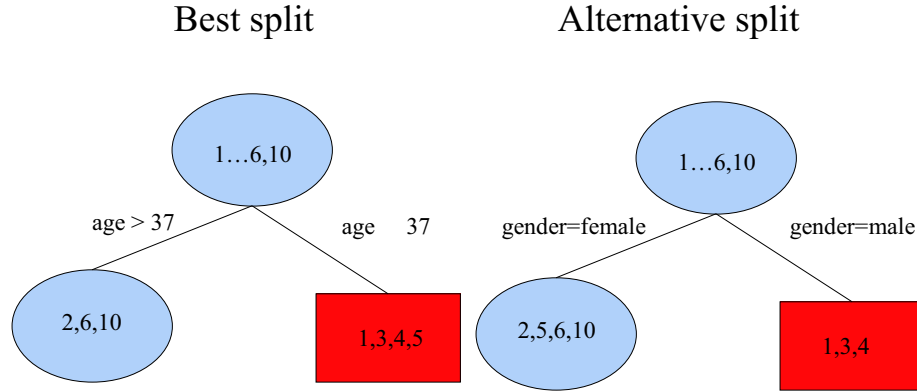 Best split
Alternative split
1…6,10
1…6,10
age > 37
age 37
gender=female
gender=male
2,6,10
1,3,4,5
2,5,6,10
1,3,4